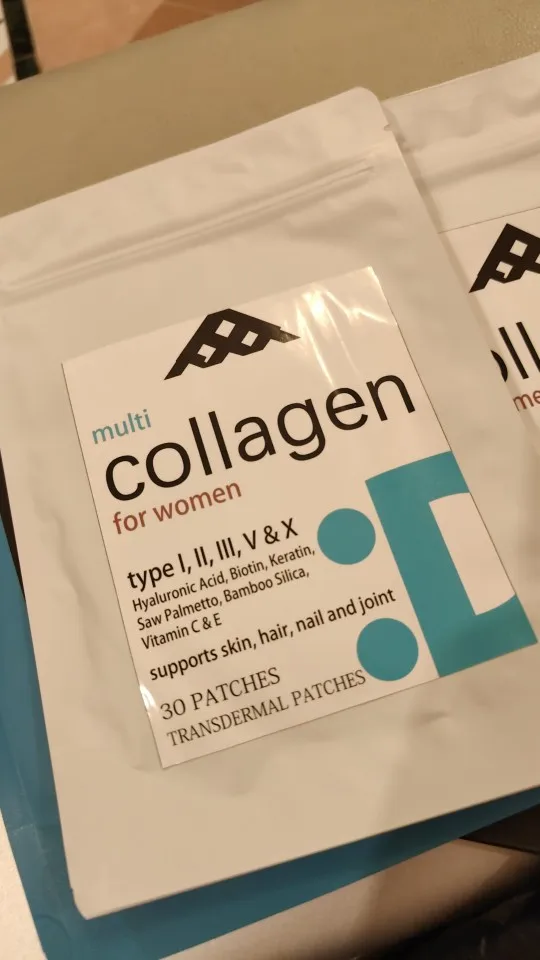 multi
collagen
for women
type I, II, III, V & X
Hyaluronic Acid, Biotin, Keratin,
Saw Palmetto, Bamboo Silica,
Vitamin C & E
supports skin, hair, nail and joint
30 PATCHES
TRANSDERMAL PATCHES
:D